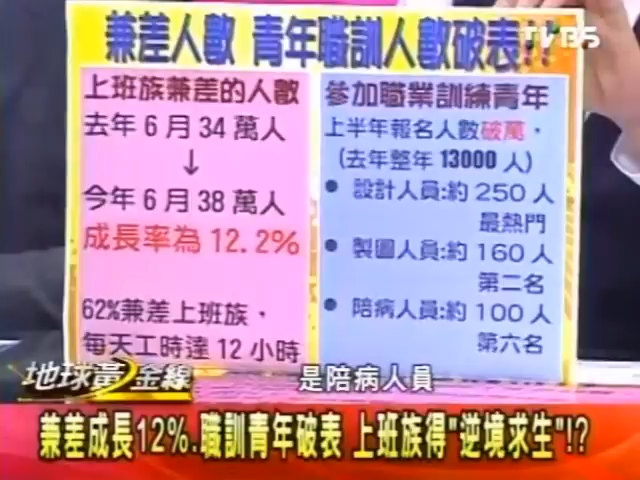 兼差人數 青年職訓人數破表!!
TVBS
上班族兼差的人數
去年6月34萬人
↓
今年6月38萬人
成長率為12.2%
62%兼差上班族，
每天工時達12小時
參加職業訓練青年
上半年報名人數破萬，
(去年整年13000人)
● 設計人員:約250人
最熱門
● 製圖人員:約160人
第二名
● 陪病人員:約100人
第六名
地球黃金線
是陪病人員
兼差成長12%.職訓青年破表 上班族得"逆境求生"!?